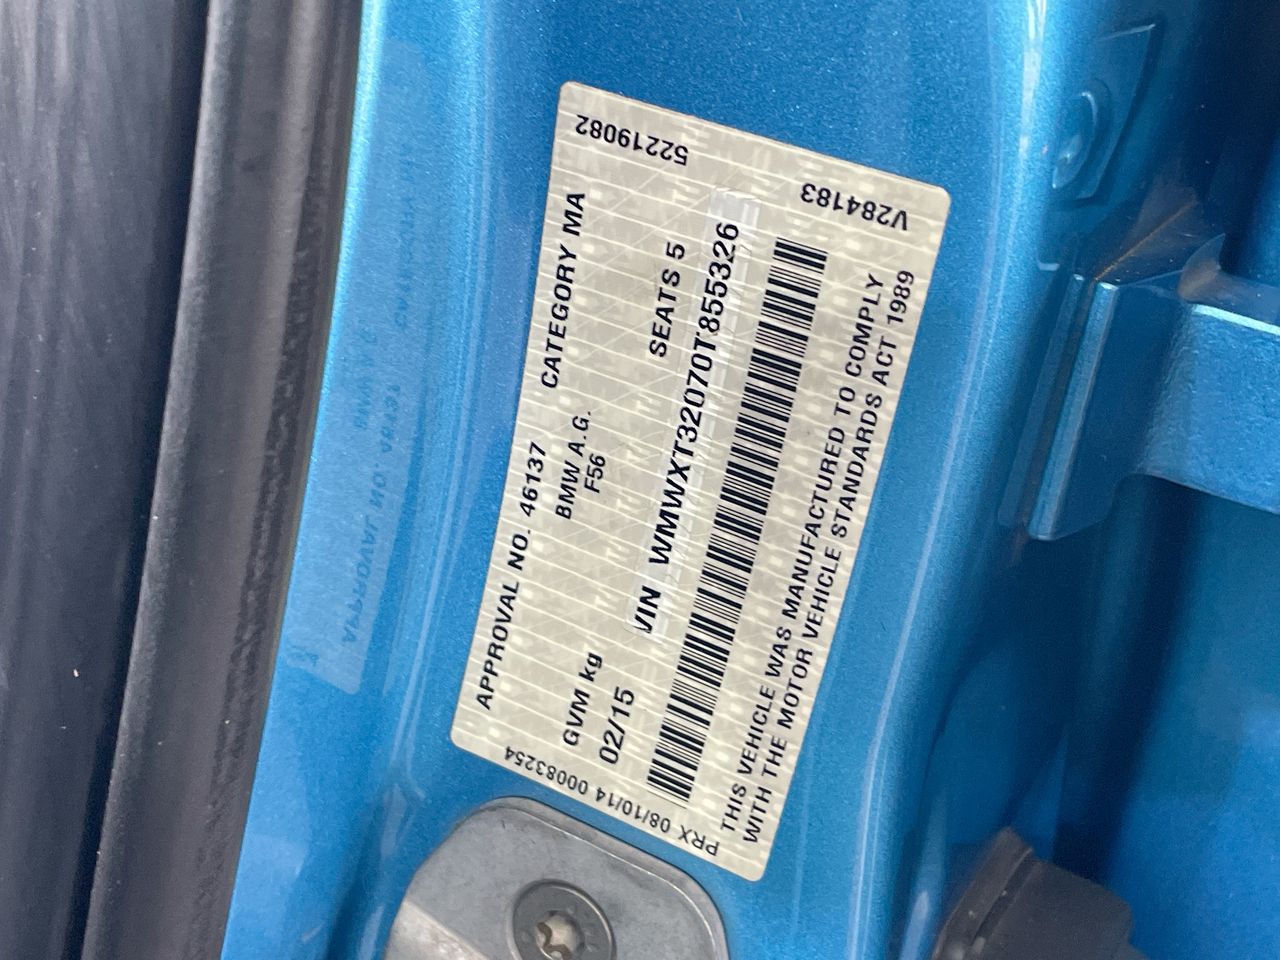 APPROVAL NO. 46137 CATEGORY MA
BMW A.G.
F56
GVM kg
02/15
SEATS 5
VIN WMWXT32070T855326
THIS VEHICLE WAS MANUFACTURED TO COMPLY
WITH THE MOTOR VEHICLE STANDARDS ACT 1989
52219082
V284183
PRX 08/10/14 00083254